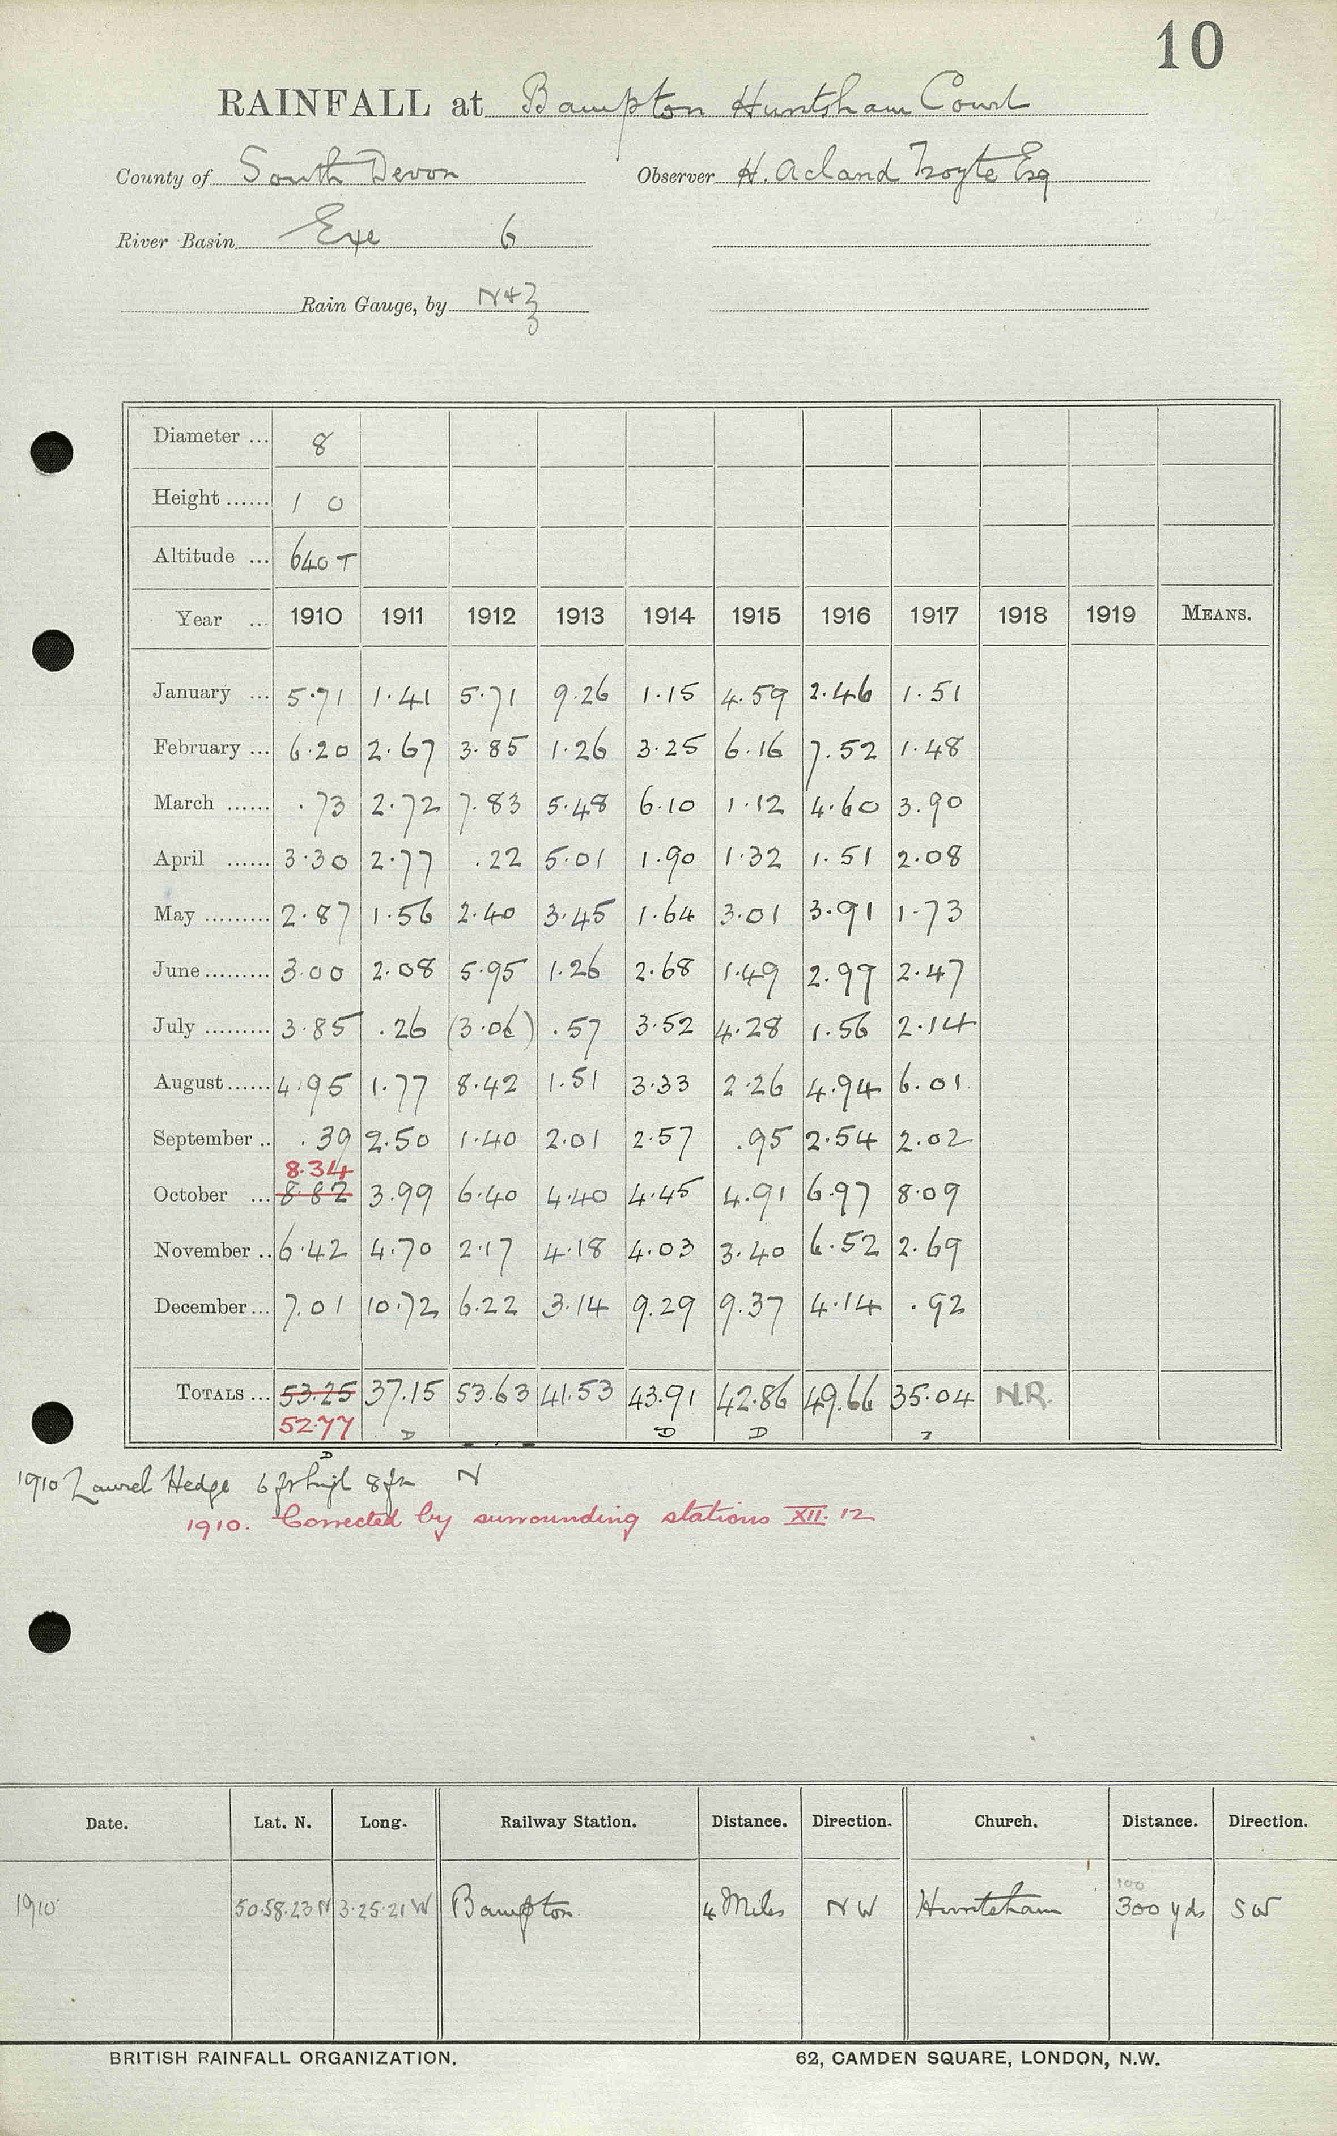 10
RAINFALL at Bampton Huntsham Court
County of South Devon Observer H. Acland Troyte Esq
River Basin Exe 6
Rain Gauge, by N & Z
Diameter ... 8
Height ...... 1 0
Altitude ... 640 T
Year ... 1910 1911 1912 1913 1914 1915 1916 1917 1918 1919 MEANS.
January ... 5.71 1.41 5.71 9.26 1.15 4.59 2.46 1.51
February ... 6.20 2.67 3.85 1.26 3.25 6.16 7.52 1.48
March ...... .73 2.72 7.83 5.48 6.10 1.12 4.60 3.90
April ...... 3.30 2.77 .22 5.01 1.90 1.32 1.51 2.08
May ......... 2.87 1.56 2.40 3.45 1.64 3.01 3.91 1.73
June ......... 3.00 2.08 5.95 1.26 2.68 1.49 2.99 2.47
July ......... 3.85 .26 (3.06) .57 3.52 4.28 1.56 2.14
August ...... 4.95 1.77 8.42 1.51 3.33 2.26 4.94 6.01
September .. .39 2.50 1.40 2.01 2.57 .95 2.54 2.02
8.34
October ... 8.82 3.99 6.40 4.40 4.45 4.91 6.97 8.09
November .. 6.42 4.70 2.17 4.18 4.03 3.40 6.52 2.69
December ... 7.01 10.72 6.22 3.14 9.29 9.37 4.14 .92
TOTALS ... 53.25 37.15 53.63 41.53 43.91 42.86 49.66 35.04 N.R.
52.77 D D D
D
1910 Laurel Hedge 6 ft high 8 ft N
1910. Corrected by surrounding stations XII. 12
Date. Lat. N. Long. Railway Station. Distance. Direction. Church. Distance. Direction.
100
1910 50.58.23 N 3.25.21 W Bampton 4 Miles N W Huntsham 300 yds S W
BRITISH RAINFALL ORGANIZATION. 62, CAMDEN SQUARE, LONDON, N.W.